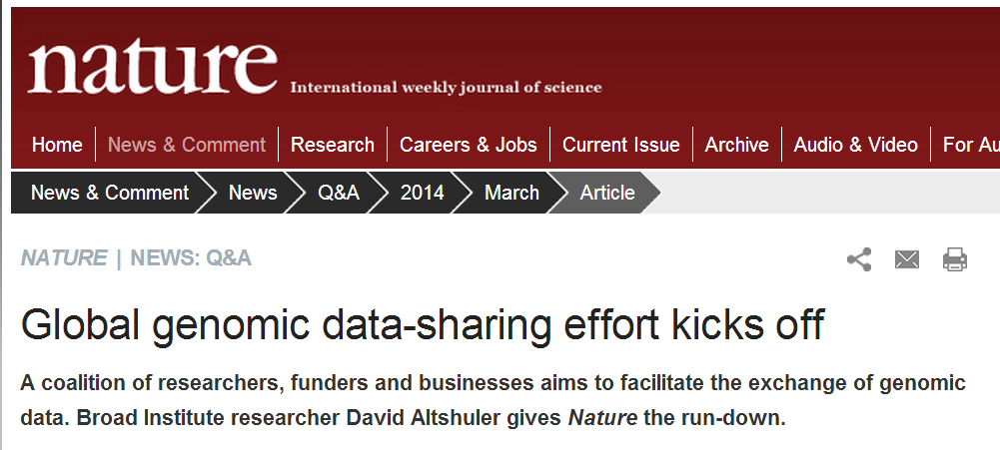 nature International weekly journal of science
Home News & Comment Research Careers & Jobs Current Issue Archive Audio & Video For Au
News & Comment News Q&A 2014 March Article
NATURE | NEWS: Q&A
Global genomic data-sharing effort kicks off
A coalition of researchers, funders and businesses aims to facilitate the exchange of genomic
data. Broad Institute researcher David Altshuler gives Nature the run-down.